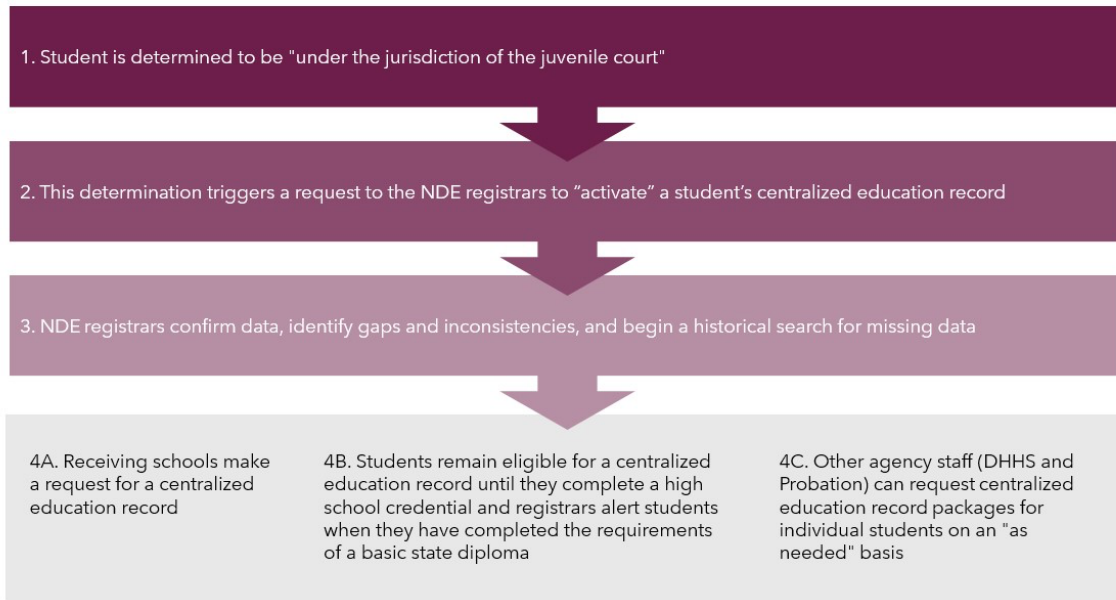 1. Student is determined to be "under the jurisdiction of the juvenile court"
2. This determination triggers a request to the NDE registrars to “activate” a student’s centralized education record
3. NDE registrars confirm data, identify gaps and inconsistencies, and begin a historical search for missing data
4A. Receiving schools make
a request for a centralized
education record
4B. Students remain eligible for a centralized
education record until they complete a high
school credential and registrars alert students
when they have completed the requirements
of a basic state diploma
4C. Other agency staff (DHHS and
Probation) can request centralized
education record packages for
individual students on an "as
needed" basis